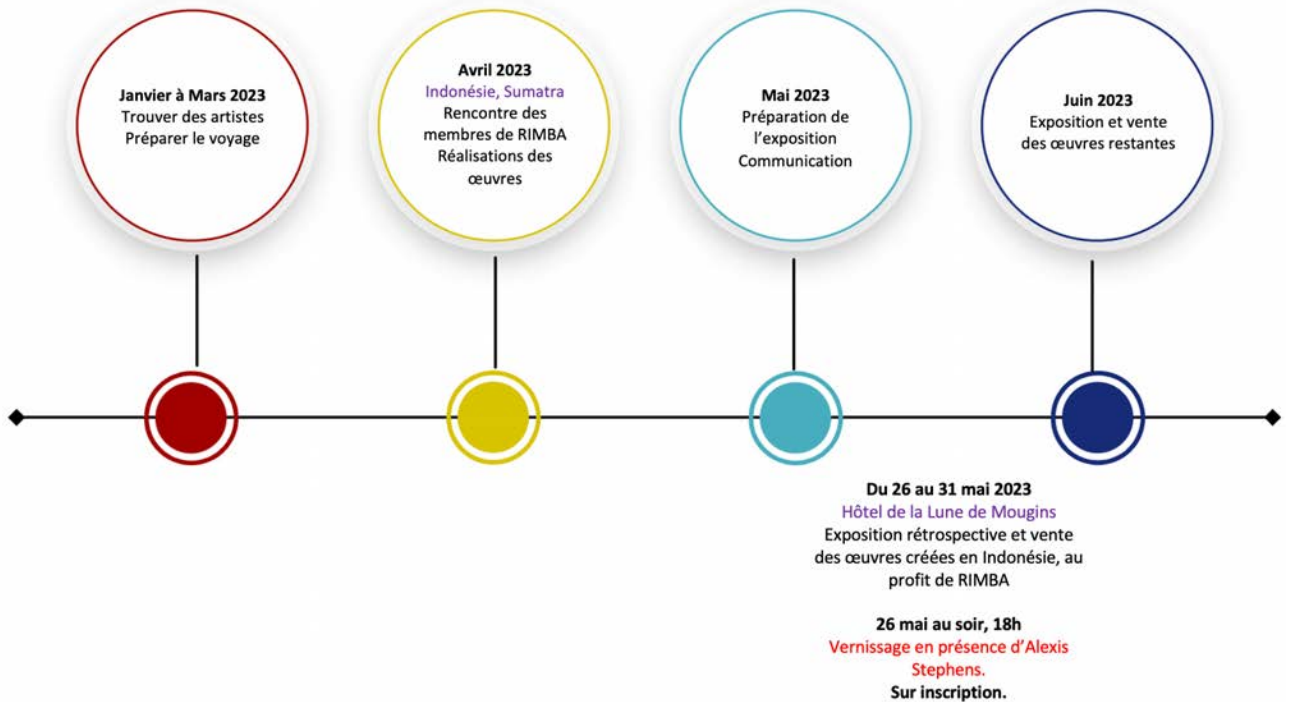 Janvier à Mars 2023
Trouver des artistes
Préparer le voyage
Avril 2023
Indonésie, Sumatra
Rencontre des
membres de RIMBA
Réalisations des
œuvres
Mai 2023
Préparation de
l’exposition
Communication
Juin 2023
Exposition et vente
des œuvres restantes
Du 26 au 31 mai 2023
Hôtel de la Lune de Mougins
Exposition rétrospective et vente
des œuvres créées en Indonésie, au
profit de RIMBA
26 mai au soir, 18h
Vernissage en présence d’Alexis
Stephens.
Sur inscription.